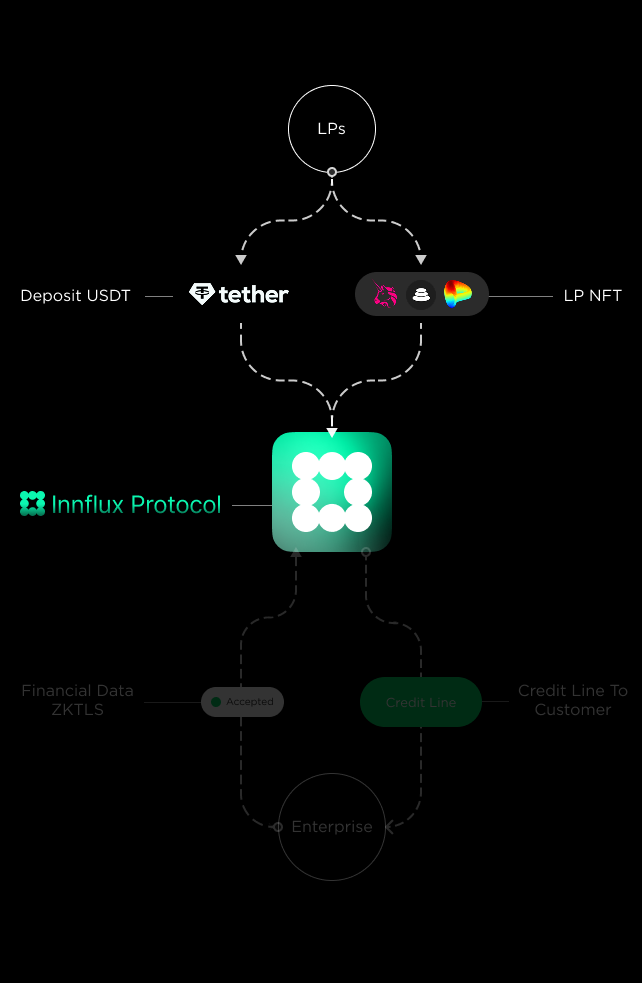 LPs
Deposit USDT
tether
LP NFT
Innflux Protocol
Financial Data
ZKTLS
Accepted
Credit Line
Credit Line To
Customer
Enterprise